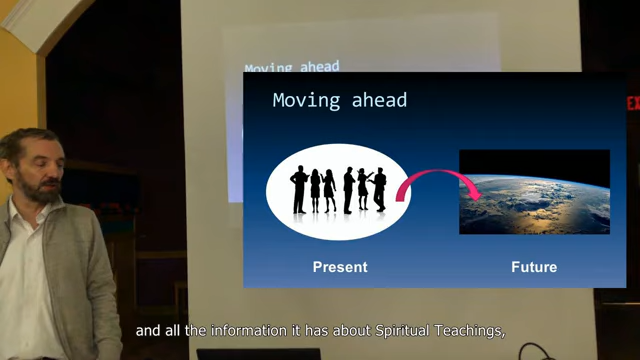 Moving ahead
Moving ahead
Present
Future
and all the information it has about Spiritual Teachings,